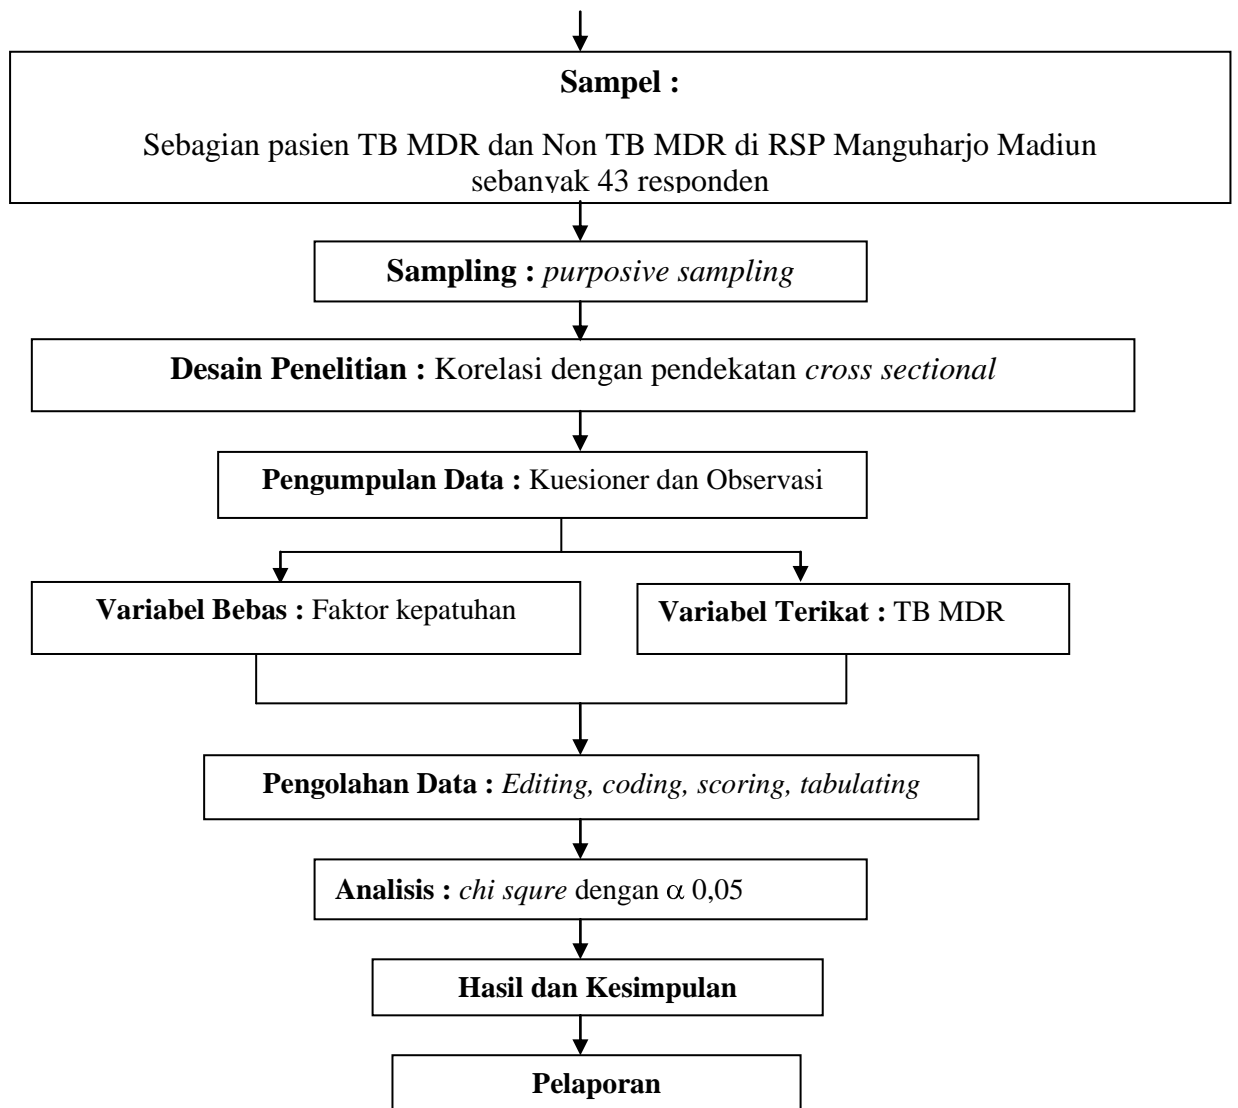 Sampel :
Sebagian pasien TB MDR dan Non TB MDR di RSP Manguharjo Madiun
sebanyak 43 responden
Sampling : purposive sampling
Desain Penelitian : Korelasi dengan pendekatan cross sectional
Pengumpulan Data : Kuesioner dan Observasi
Variabel Bebas : Faktor kepatuhan
Variabel Terikat : TB MDR
Pengolahan Data : Editing, coding, scoring, tabulating
Analisis : chi squre dengan α 0,05
Hasil dan Kesimpulan
Pelaporan